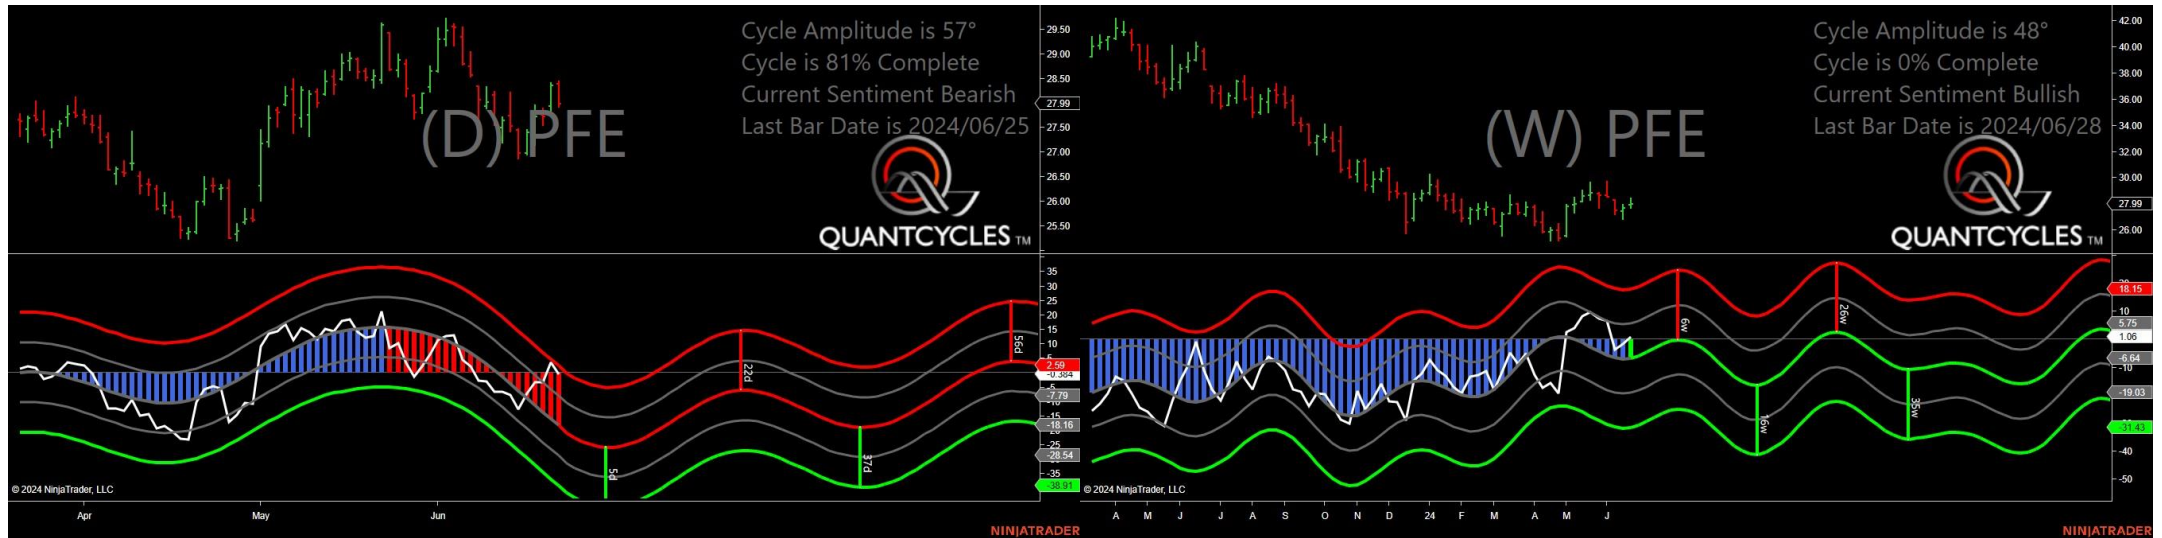 Cycle Amplitude is 57°
Cycle is 81% Complete
Current Sentiment Bearish
Last Bar Date is 2024/06/25
(D) PFE
QUANTCYCLES TM
29.50
29.00
28.50
27.99
27.50
27.00
26.50
26.00
25.50
35
30
25
20
15
10
5
2.59
-0.384
-5
-7.79
-10
-15
-18.16
-25
-28.54
-35
-38.91
5d
22d
37d
56d
© 2024 NinjaTrader, LLC
Apr
May
Jun
NINJATRADER
Cycle Amplitude is 48°
Cycle is 0% Complete
Current Sentiment Bullish
Last Bar Date is 2024/06/28
(W) PFE
QUANTCYCLES TM
42.00
40.00
38.00
36.00
34.00
32.00
30.00
27.99
26.00
18.15
10
5.75
1.06
-6.64
-10
-19.03
-31.43
-40
-50
6w
16w
26w
35w
© 2024 NinjaTrader, LLC
A M J J A S O N D 24 F M A M J
NINJATRADER